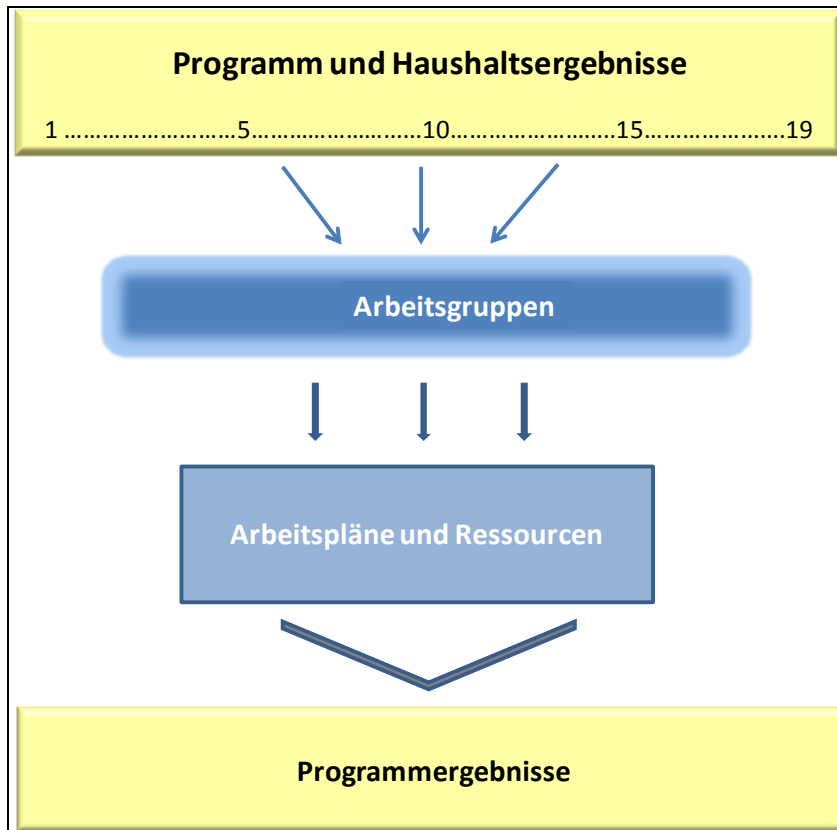 Programm und Haushaltsergebnisse
1 ………………………5………………………10………………………15………………………19
Arbeitsgruppen
Arbeitspläne und Ressourcen
Programmergebnisse